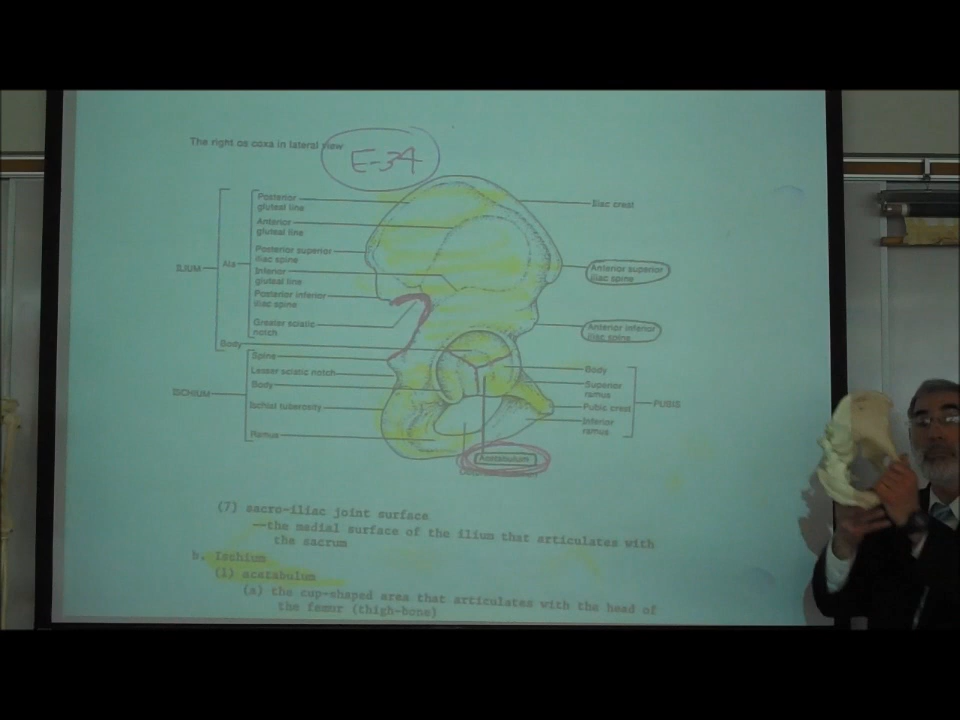 The right os coxa in lateral view
E-34
Posterior
gluteal line
Anterior
gluteal line
Posterior superior
iliac spine
Inferior
gluteal line
Posterior inferior
iliac spine
Greater sciatic
notch
Ala
ILIUM
Body
Spine
Lesser sciatic notch
Body
Ischial tuberosity
Ramus
ISCHIUM
Iliac crest
Anterior superior
iliac spine
Anterior inferior
iliac spine
Body
Superior
ramus
Pubic crest
Inferior
ramus
PUBIS
Acetabulum
(7) sacro-iliac joint surface
--the medial surface of the ilium that articulates with
the sacrum
b. Ischium
(1) acetabulum
(a) the cup-shaped area that articulates with the head of
the femur (thigh-bone)